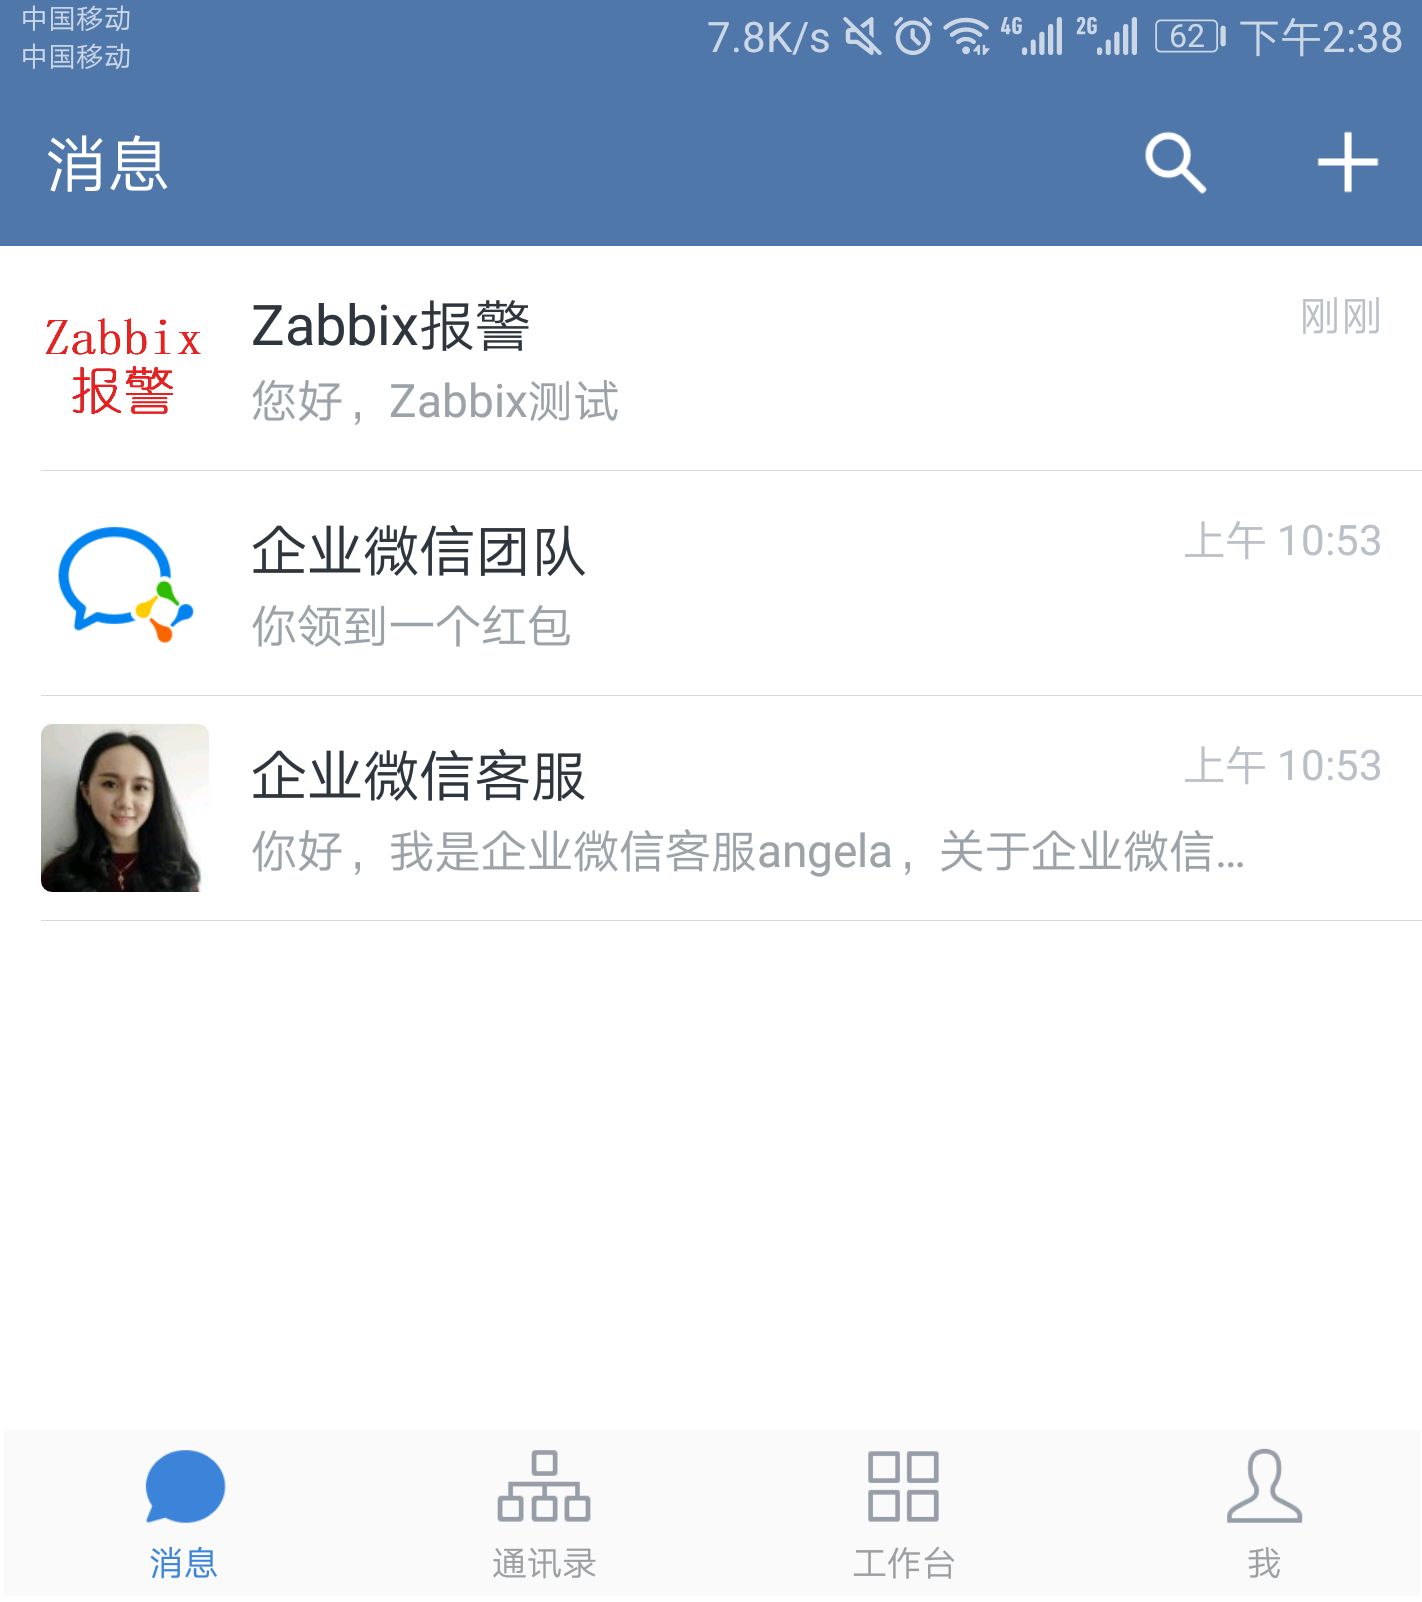 中国移动
中国移动
7.8K/s 4G 2G 62 下午2:38
消息
Zabbix
报警
Zabbix报警
刚刚
您好，Zabbix测试
企业微信团队
上午 10:53
你领到一个红包
企业微信客服
上午 10:53
你好，我是企业微信客服angela，关于企业微信...
消息
通讯录
工作台
我